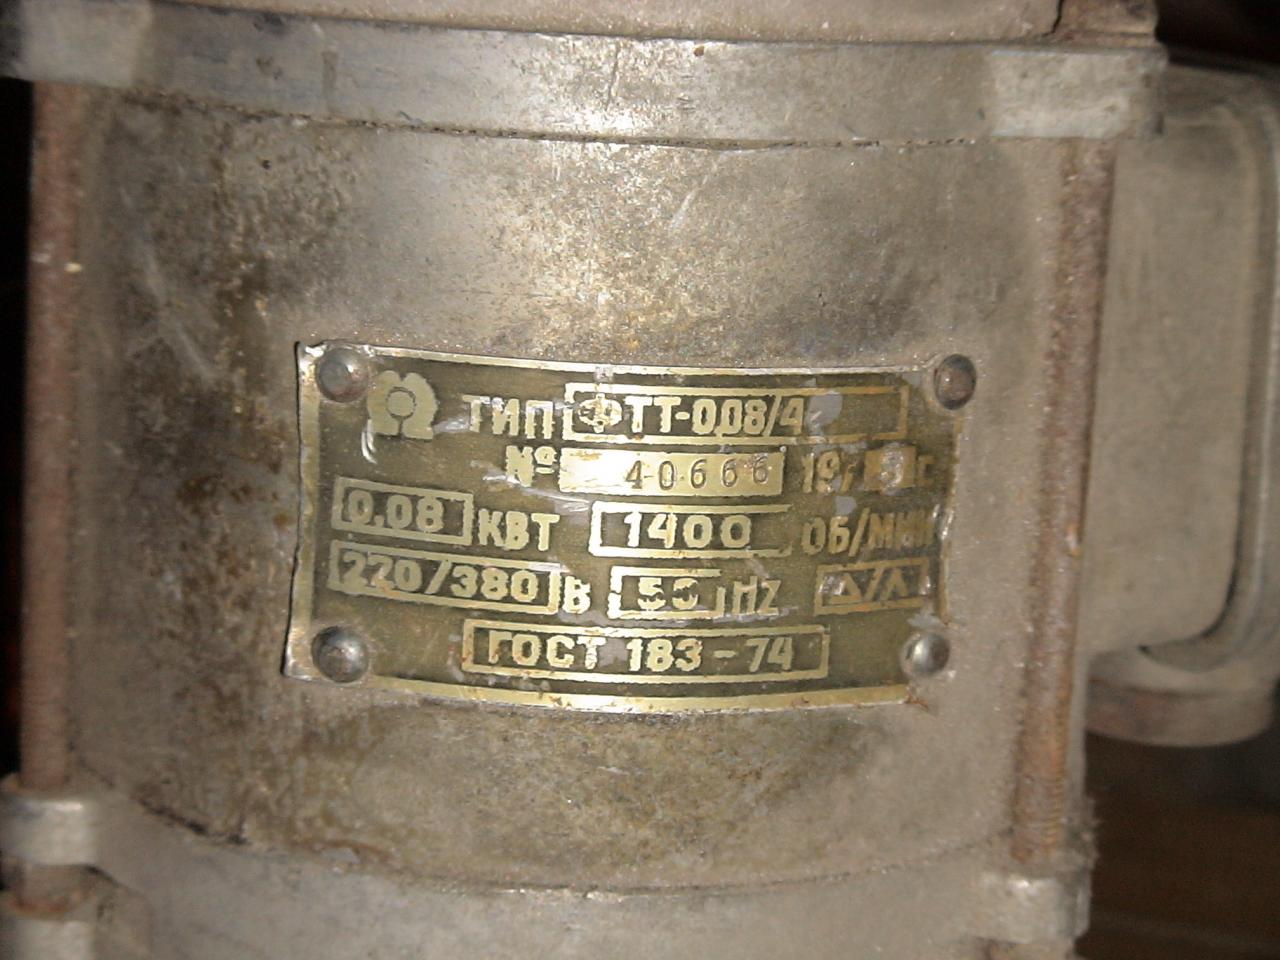 ТИП ФТТ-0,08/4
№ 40666 19
0.08 КВТ 1400 ОБ/МИН
220/380 В 50 HZ
ГОСТ 183-74